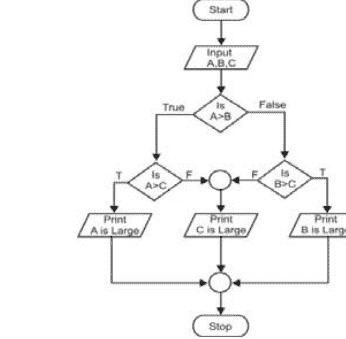 Start
Input
A,B,C
Is
A>B
True
False
Is
A>C
T
F
Is
B>C
F
T
Print
A is Large
Print
C is Large
Print
B is Large
Stop